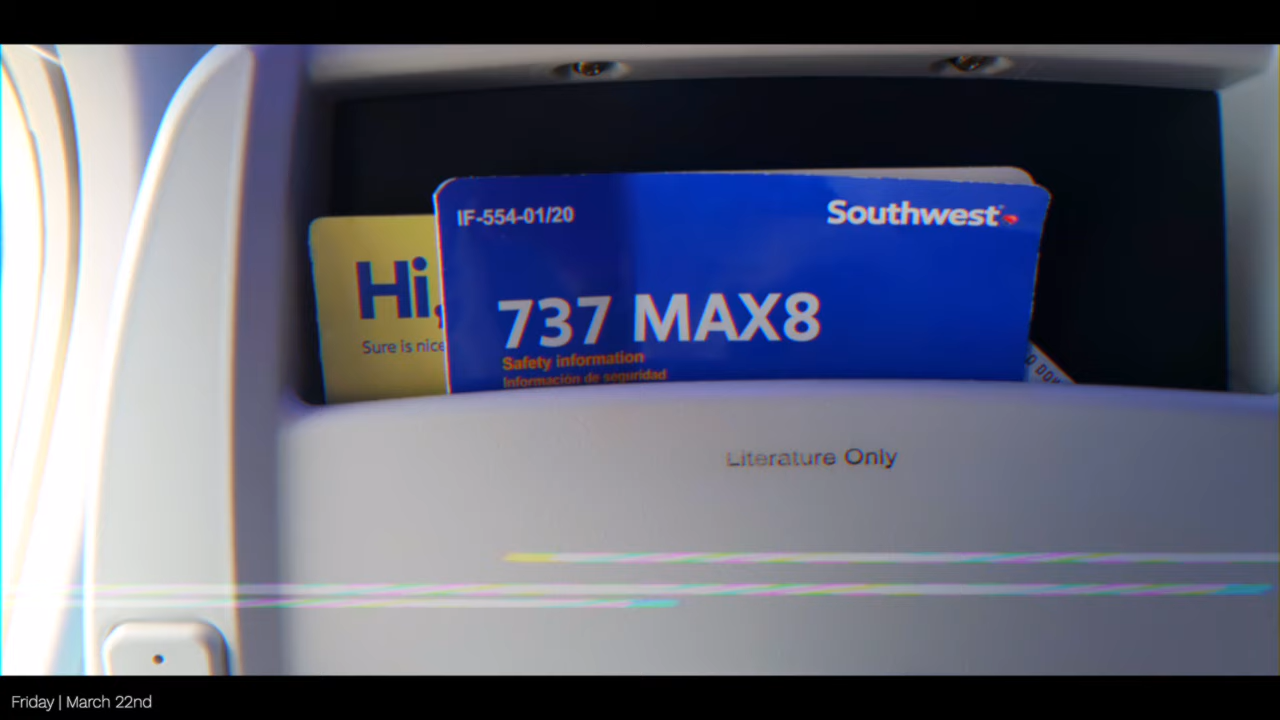 IF-554-01/20
Southwest
737 MAX8
Safety information
Información de seguridad
Hi,
Sure is nice
Literature Only
Friday | March 22nd